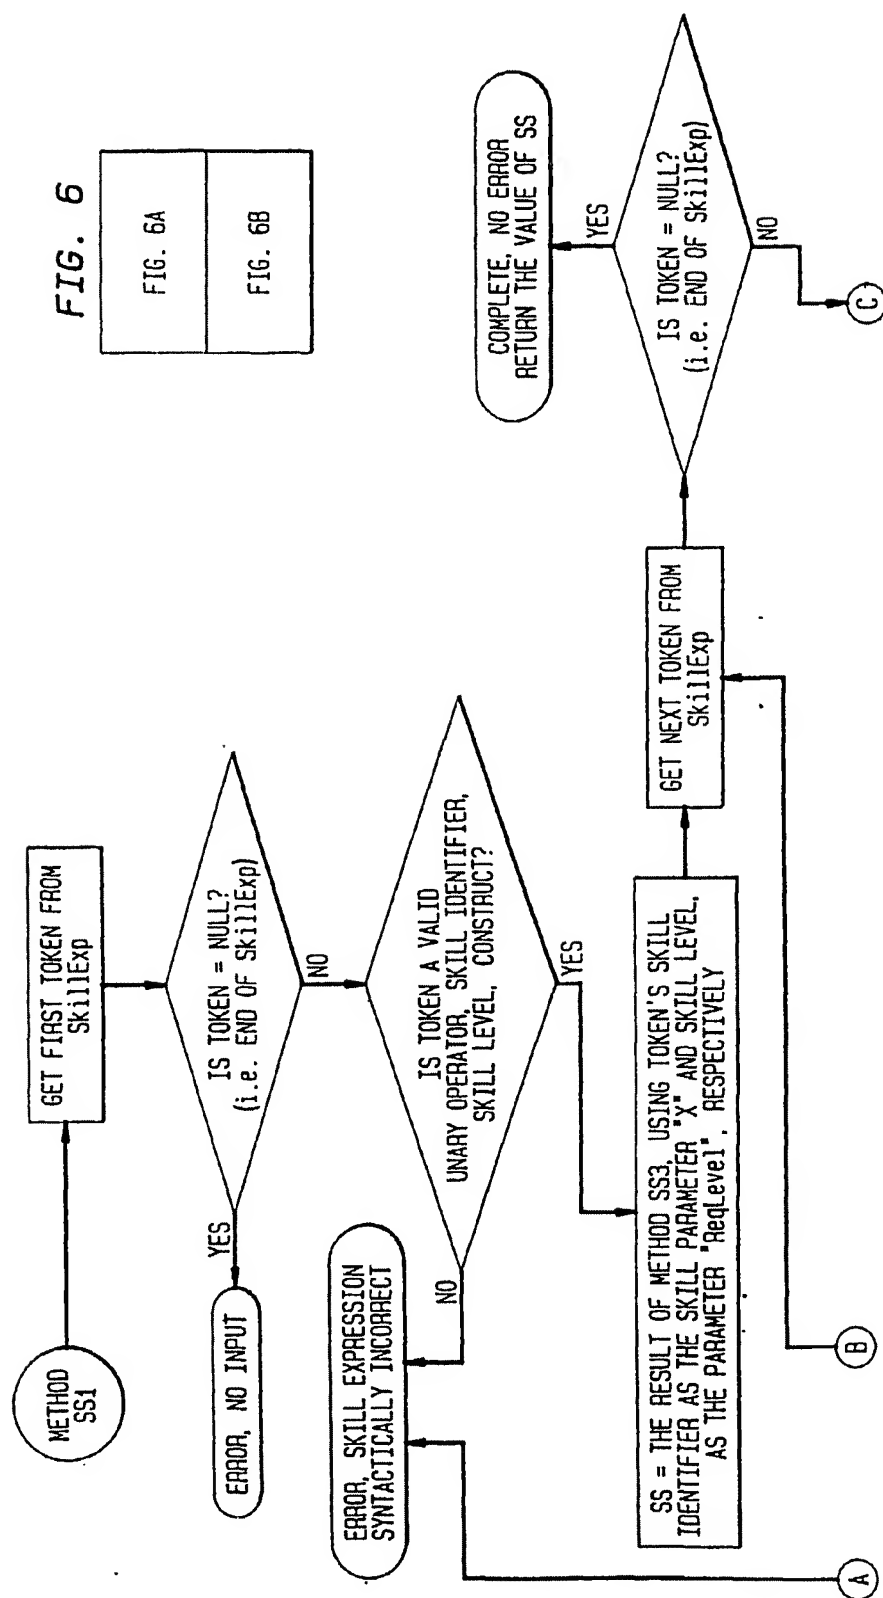 FIG. 6
FIG. 6A
FIG. 6B
METHOD
SS1
GET FIRST TOKEN FROM
SkillExp
IS TOKEN = NULL?
(i.e. END OF SkillExp)
YES
ERROR, NO INPUT
NO
IS TOKEN A VALID
UNARY OPERATOR, SKILL IDENTIFIER,
SKILL LEVEL, CONSTRUCT?
NO
ERROR, SKILL EXPRESSION
SYNTACTICALLY INCORRECT
YES
SS = THE RESULT OF METHOD SS3, USING TOKEN'S SKILL
IDENTIFIER AS THE SKILL PARAMETER "X" AND SKILL LEVEL,
AS THE PARAMETER "ReqLevel", RESPECTIVELY
GET NEXT TOKEN FROM
SkillExp
IS TOKEN = NULL?
(i.e. END OF SkillExp)
YES
COMPLETE, NO ERROR
RETURN THE VALUE OF SS
NO
A
B
C